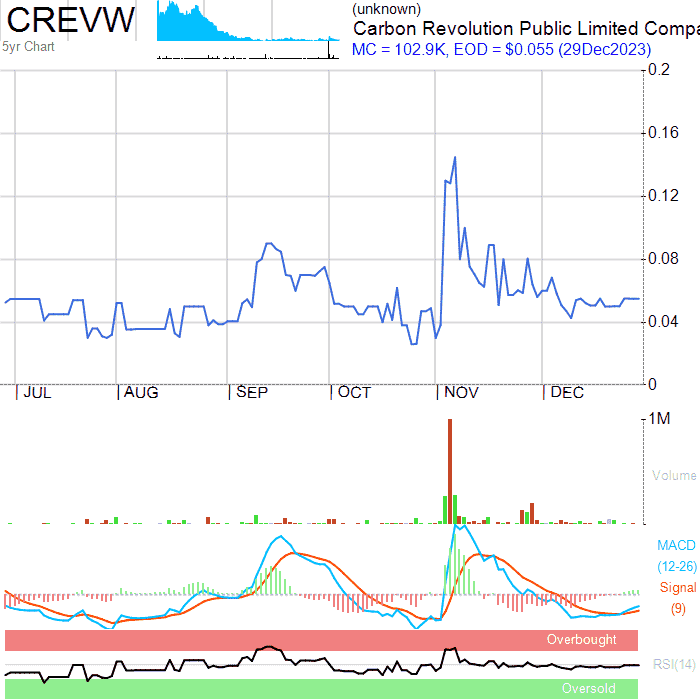 CREVW
5yr Chart
(unknown)
Carbon Revolution Public Limited Compa
MC = 102.9K, EOD = $0.055 (29Dec2023)
0.2
0.16
0.12
0.08
0.04
0
JUL AUG SEP OCT NOV DEC
1M
Volume
MACD
(12-26)
Signal
(9)
Overbought
RSI(14)
Oversold